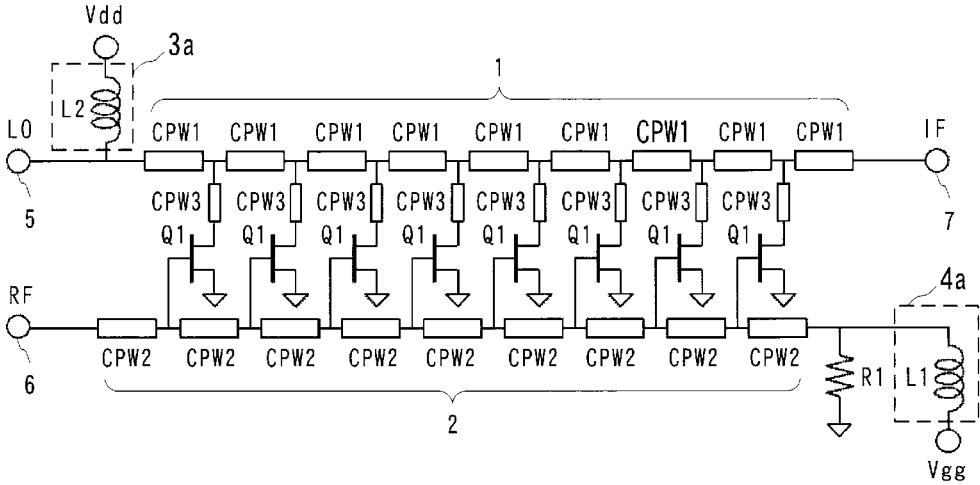 Vdd
3a
L2
1
LO
CPW1 CPW1 CPW1 CPW1 CPW1 CPW1 CPW1 CPW1 CPW1
IF
5
CPW3 CPW3 CPW3 CPW3 CPW3 CPW3 CPW3 CPW3
7
Q1 Q1 Q1 Q1 Q1 Q1 Q1 Q1
4a
RF
6
CPW2 CPW2 CPW2 CPW2 CPW2 CPW2 CPW2 CPW2 CPW2
R1
L1
2
Vgg